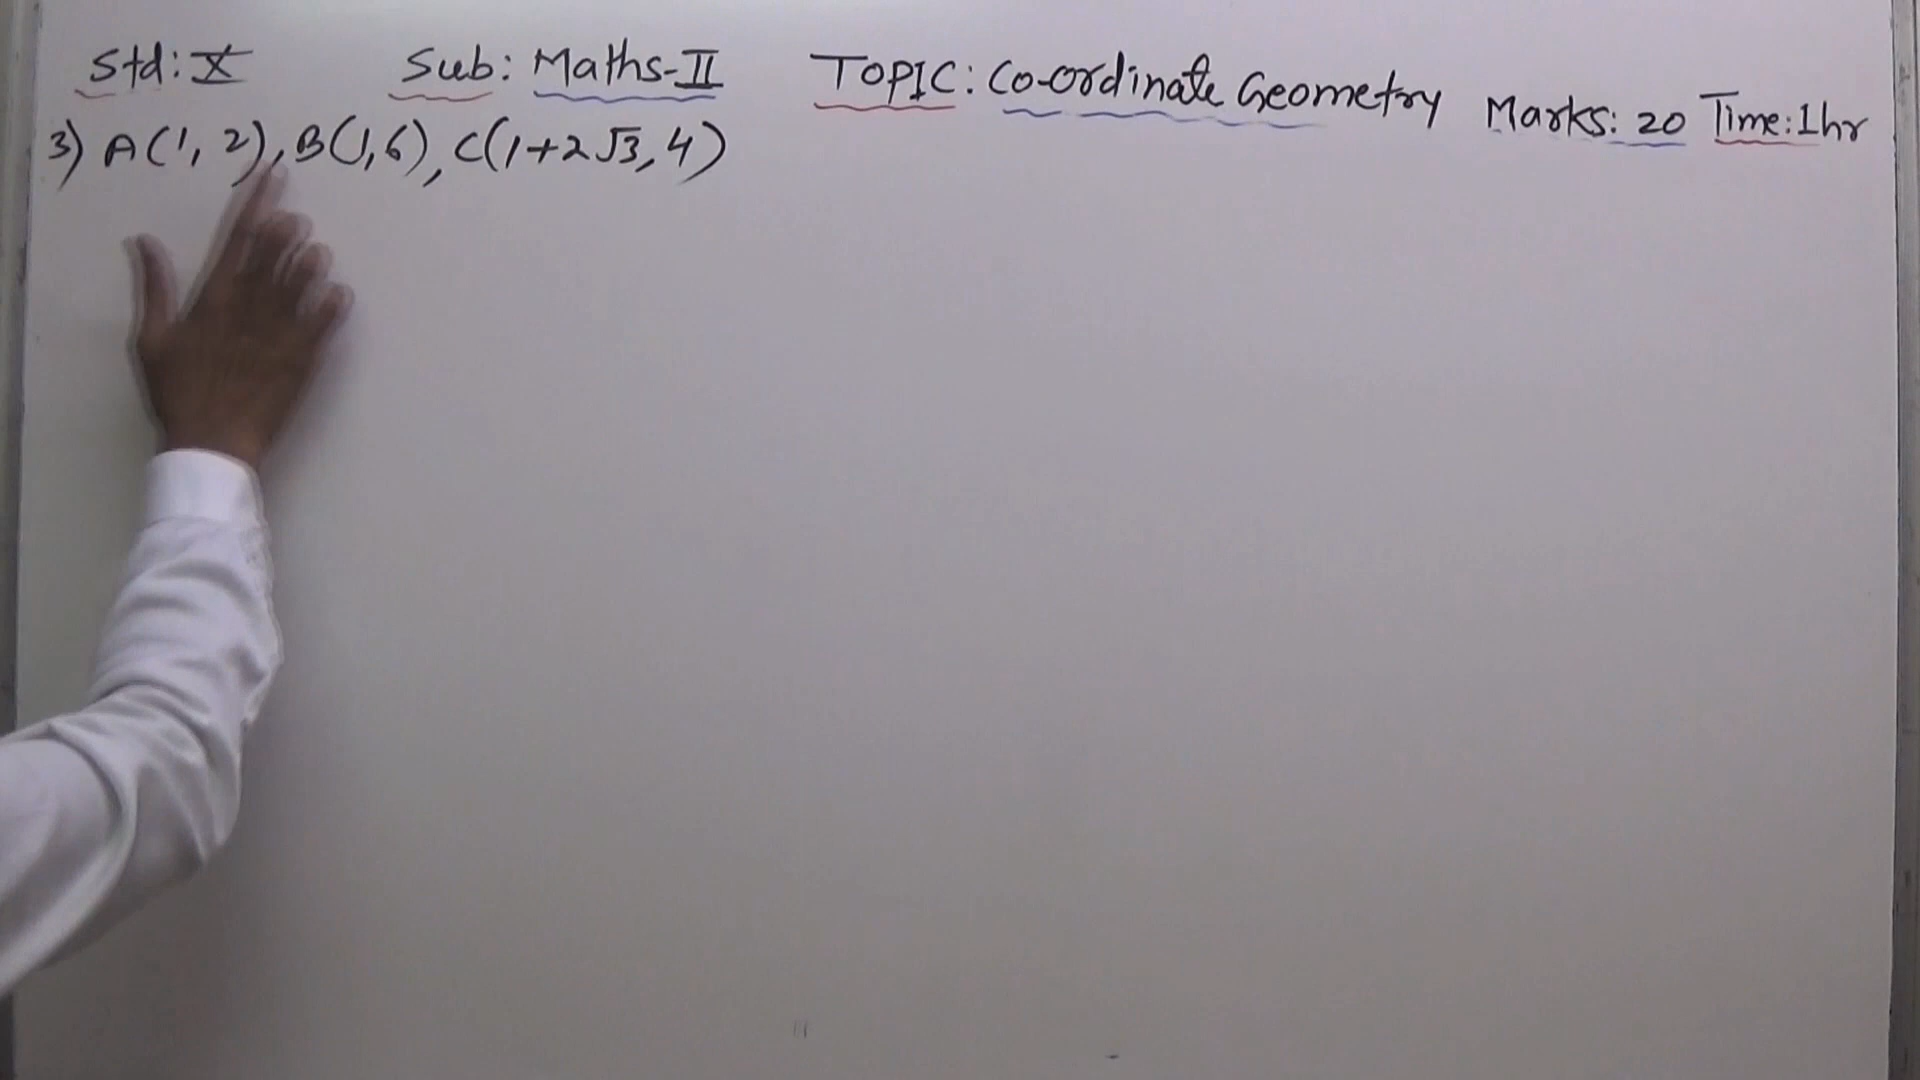 Std: X Sub: Maths-II TOPIC: Co-ordinate Geometry Marks: 20 Time: 1hr
3) A(1, 2), B(1,6), C(1+2√3, 4)